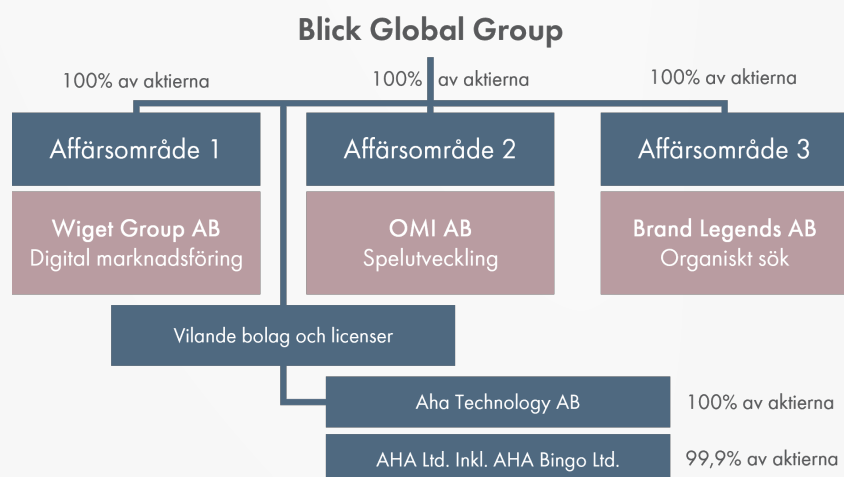 Blick Global Group
100% av aktierna
100% av aktierna
100% av aktierna
Affärsområde 1
Affärsområde 2
Affärsområde 3
Wiget Group AB
Digital marknadsföring
OMI AB
Spelutveckling
Brand Legends AB
Organiskt sök
Vilande bolag och licenser
Aha Technology AB
100% av aktierna
AHA Ltd. Inkl. AHA Bingo Ltd.
99,9% av aktierna